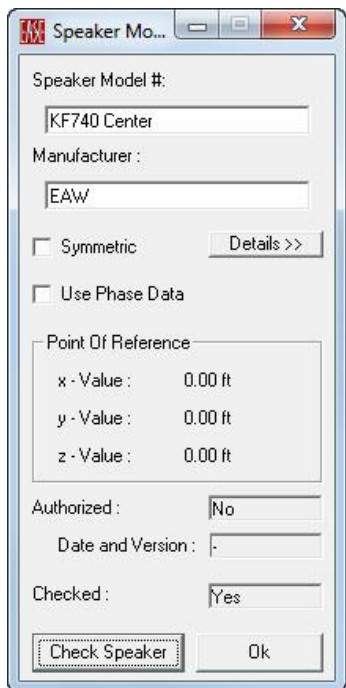 EASE Speaker Mo...
Speaker Model #:
KF740 Center
Manufacturer :
EAW
Symmetric
Details >>
Use Phase Data
Point Of Reference
x - Value : 0.00 ft
y - Value : 0.00 ft
z - Value : 0.00 ft
Authorized : No
Date and Version : -
Checked : Yes
Check Speaker Ok